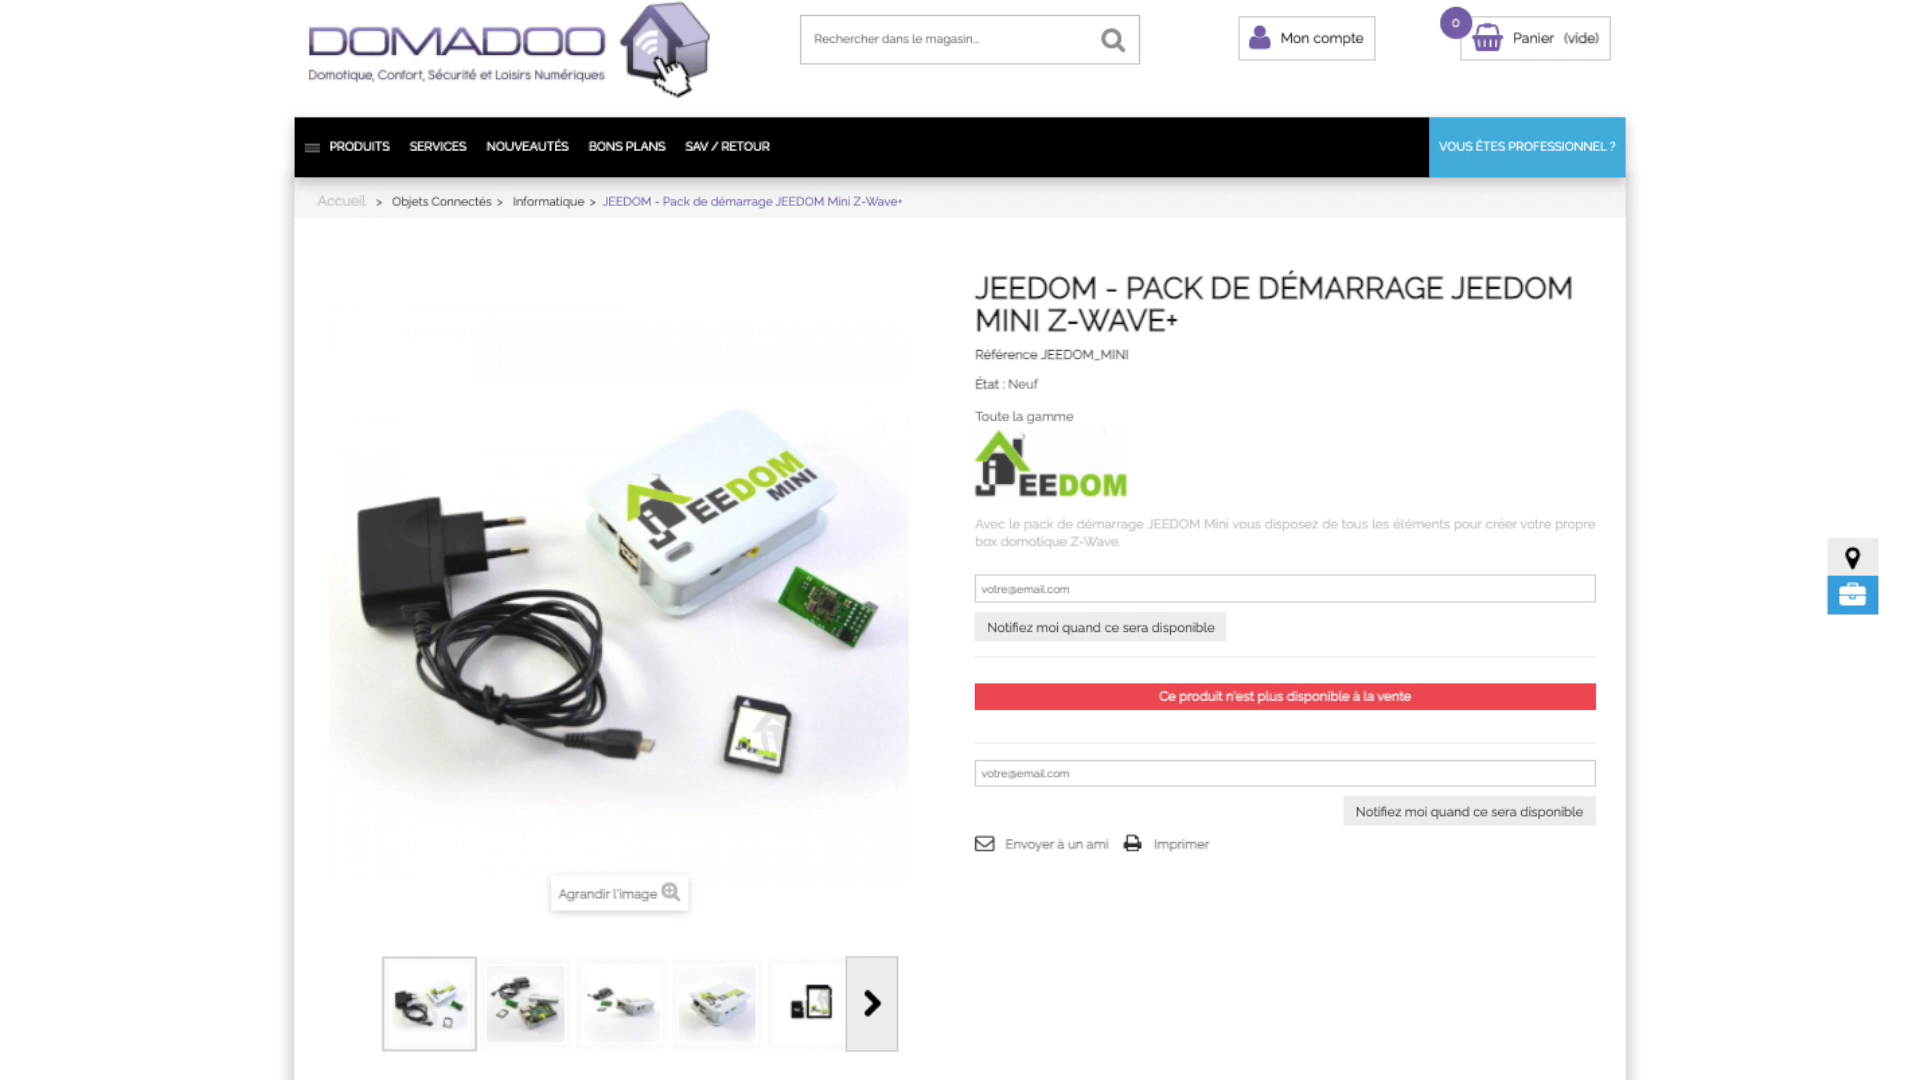 DOMADOO
Domotique, Confort, Sécurité et Loisirs Numériques
Rechercher dans le magasin...
Mon compte
0
Panier (vide)
PRODUITS SERVICES NOUVEAUTÉS BONS PLANS SAV / RETOUR
VOUS ÊTES PROFESSIONNEL ?
Accueil > Objets Connectés > Informatique > JEEDOM - Pack de démarrage JEEDOM Mini Z-Wave+
JEEDOM - PACK DE DÉMARRAGE JEEDOM
MINI Z-WAVE+
Référence JEEDOM_MINI
État : Neuf
Toute la gamme
JEEDOM
Avec le pack de démarrage JEEDOM Mini vous disposez de tous les éléments pour créer votre propre
box domotique Z-Wave.
votre@email.com
Notifiez moi quand ce sera disponible
Ce produit n'est plus disponible à la vente
votre@email.com
Notifiez moi quand ce sera disponible
Envoyer à un ami Imprimer
JEEDOM
MINI
JEEDOM
Agrandir l'image